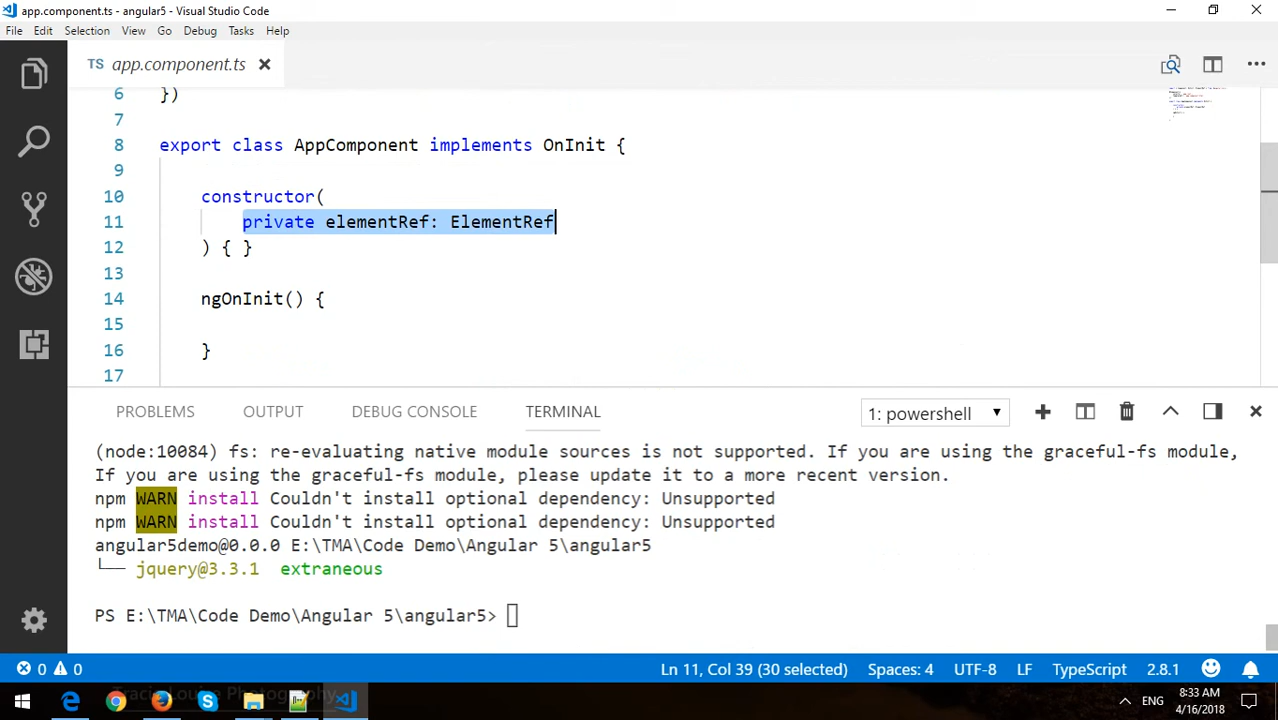 app.component.ts - angular5 - Visual Studio Code
File Edit Selection View Go Debug Tasks Help
TS app.component.ts
6 })
7
8 export class AppComponent implements OnInit {
9
10 constructor(
11 private elementRef: ElementRef
12 ) { }
13
14 ngOnInit() {
15
16 }
17
PROBLEMS OUTPUT DEBUG CONSOLE TERMINAL 1: powershell
(node:10084) fs: re-evaluating native module sources is not supported. If you are using the graceful-fs module,
If you are using the graceful-fs module, please update it to a more recent version.
npm WARN install Couldn't install optional dependency: Unsupported
npm WARN install Couldn't install optional dependency: Unsupported
angular5demo@0.0.0 E:\TMA\Code Demo\Angular 5\angular5
└── jquery@3.3.1 extraneous
PS E:\TMA\Code Demo\Angular 5\angular5>
0 0 Ln 11, Col 39 (30 selected) Spaces: 4 UTF-8 LF TypeScript 2.8.1
Photography
ENG 8:33 AM
4/16/2018